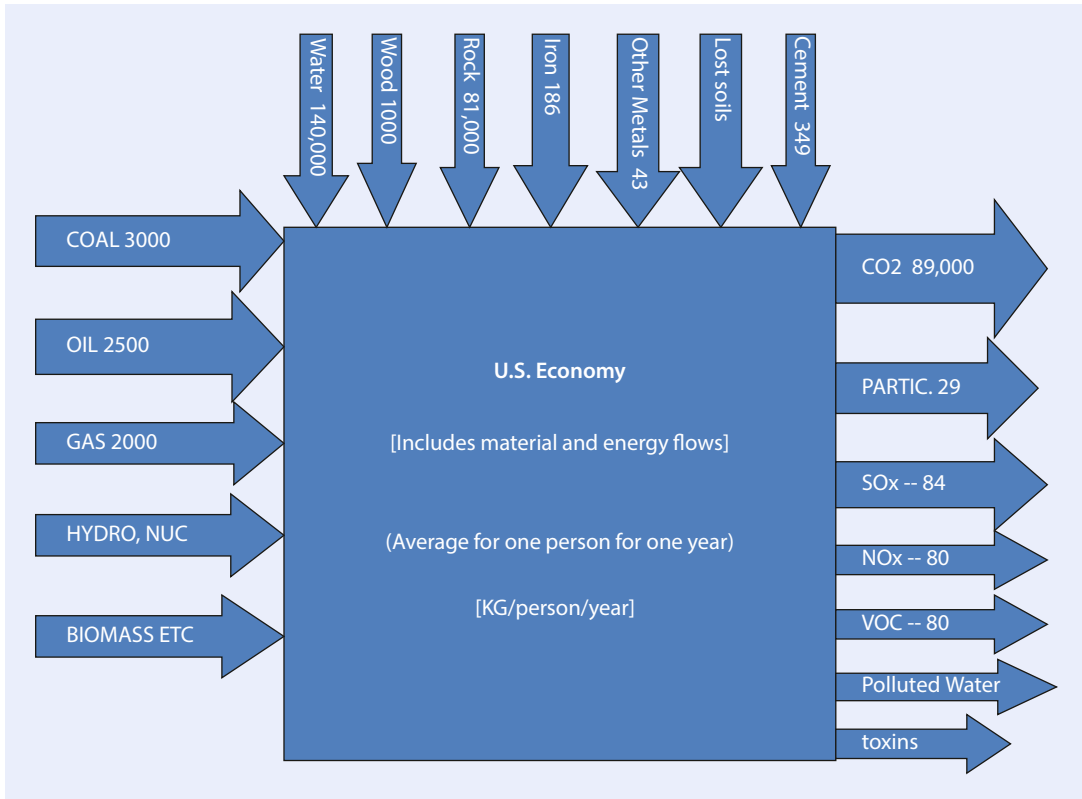 Water 140,000
Wood 1000
Rock 81,000
Iron 186
Other Metals 43
Lost soils
Cement 349
COAL 3000
OIL 2500
GAS 2000
HYDRO, NUC
BIOMASS ETC
U.S. Economy
[Includes material and energy flows]
(Average for one person for one year)
[KG/person/year]
CO2 89,000
PARTIC. 29
SOx -- 84
NOx -- 80
VOC -- 80
Polluted Water
toxins